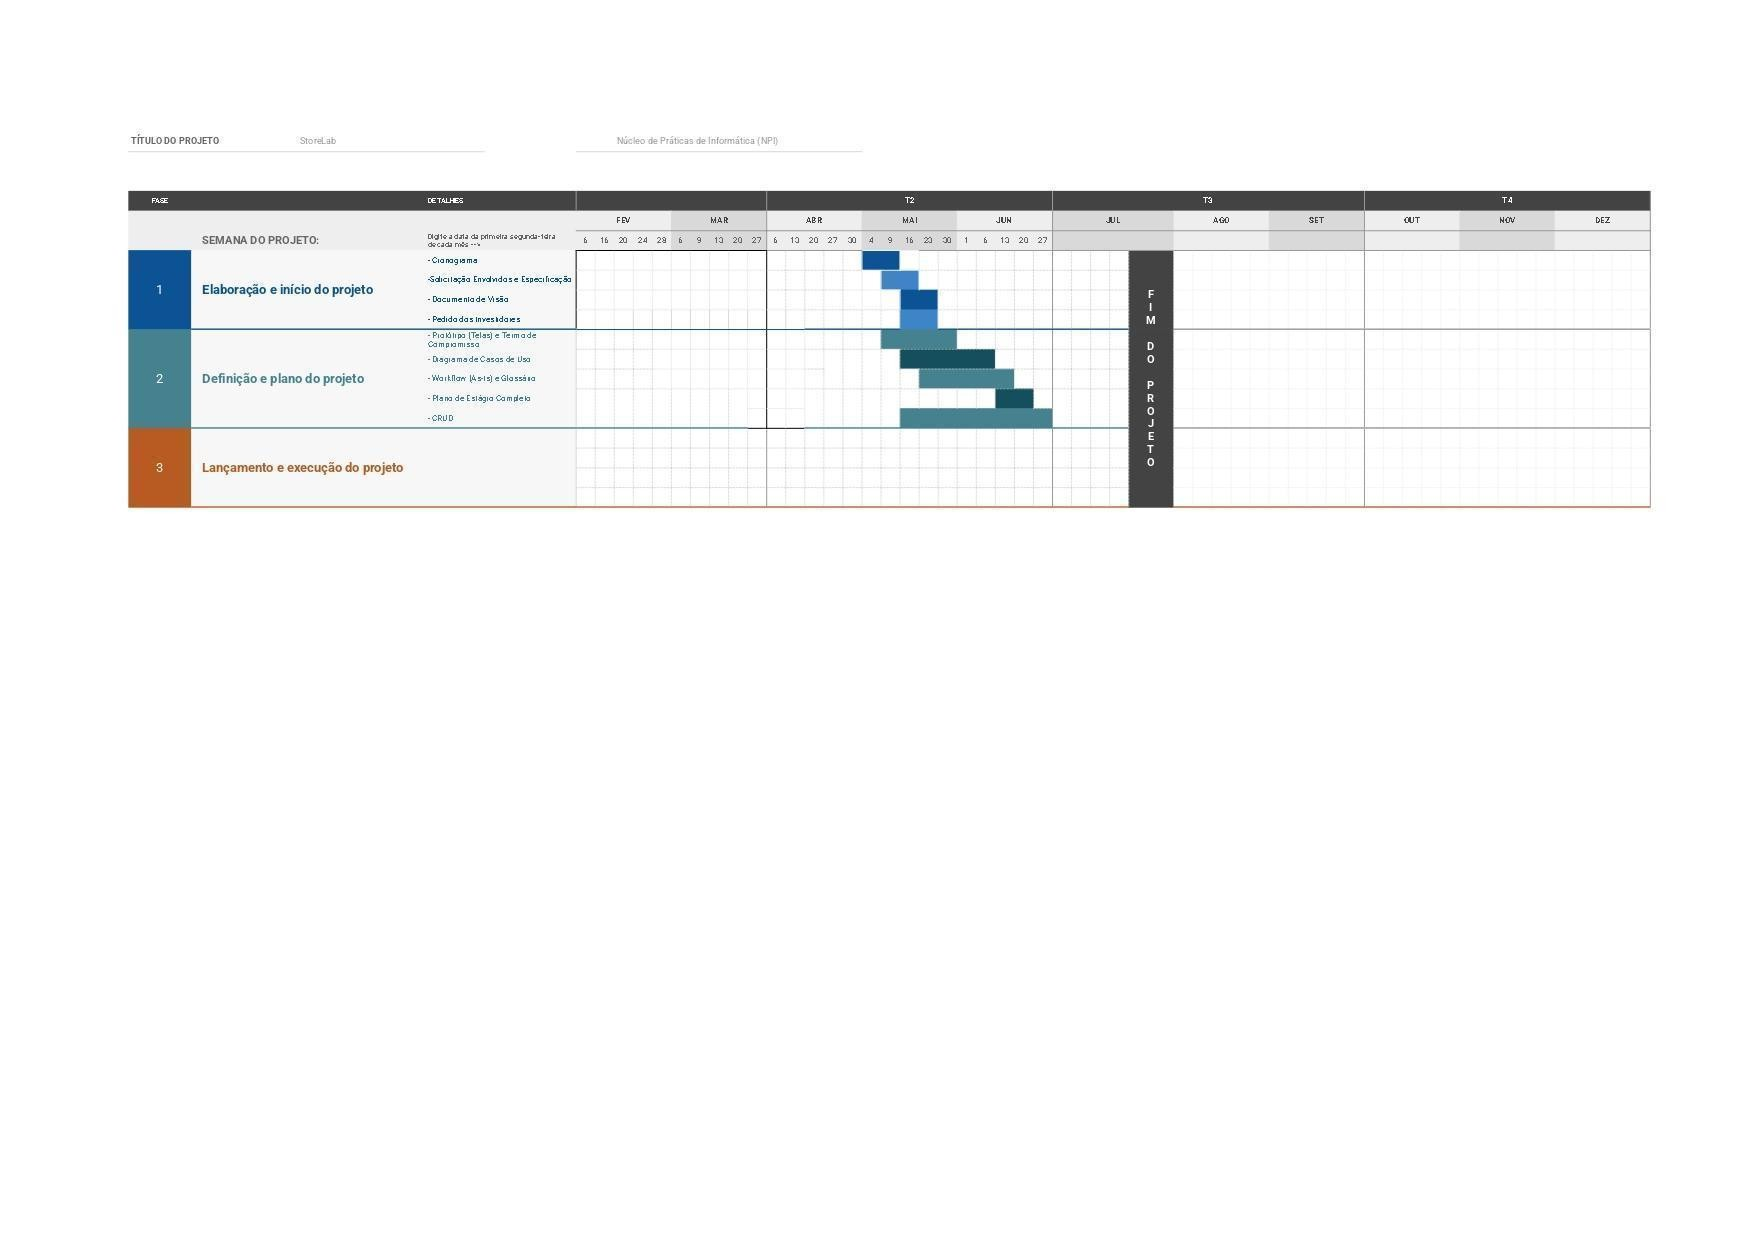 TÍTULO DO PROJETO StoreLab Núcleo de Práticas de Informática (NPI)
FASE DETALHES T2 T3 T4
FEV MAR ABR MAI JUN JUL AGO SET OUT NOV DEZ
SEMANA DO PROJETO: Digite a data da primeira segunda-feira
de cada mês -->
6 16 20 24 28 6 9 13 20 27 6 13 20 27 30 4 9 16 23 30 1 6 13 20 27
1 Elaboração e início do projeto
- Cronograma
-Solicitação Envolvidos e Especificação
- Documento de Visão
- Pedido dos Investidores
2 Definição e plano do projeto
- Protótipo (Telas) e Termo de
Compromisso
- Diagrama de Casos de Uso
- Workflow (As-is) e Glossário
- Plano de Estágio Completo
- CRUD
3 Lançamento e execução do projeto
FIM DO PROJETO